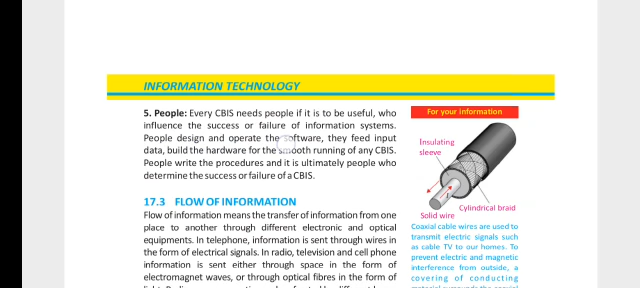 INFORMATION TECHNOLOGY
5. People: Every CBIS needs people if it is to be useful, who
influence the success or failure of information systems.
People design and operate the software, they feed input
data, build the hardware for the smooth running of any CBIS.
People write the procedures and it is ultimately people who
determine the success or failure of a CBIS.
17.3 FLOW OF INFORMATION
Flow of information means the transfer of information from one
place to another through different electronic and optical
equipments. In telephone, information is sent through wires in
the form of electrical signals. In radio, television and cell phone
information is sent either through space in the form of
electromagnet waves, or through optical fibres in the form of
For your information
Insulating
sleeve
Cylindrical braid
Solid wire
Coaxial cable wires are used to
transmit electric signals such
as cable TV to our homes. To
prevent electric and magnetic
interference from outside, a
covering of conducting